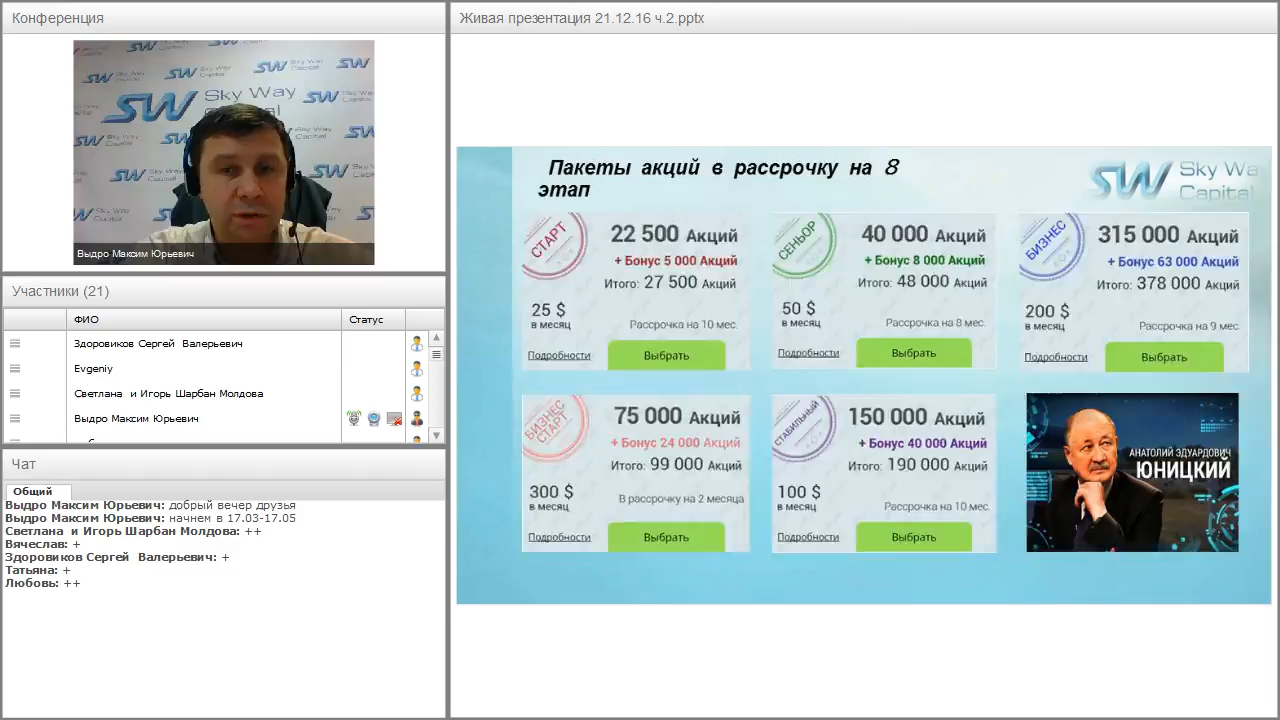 Конференция
SW Sky Way Capital
Выдро Максим Юрьевич
Участники (21)
ФИО
Статус
Здоровиков Сергей Валерьевич
Evgeniy
Светлана и Игорь Шарбан Молдова
Выдро Максим Юрьевич
Чат
Общий
Выдро Максим Юрьевич: добрый вечер друзья
Выдро Максим Юрьевич: начнем в 17.03-17.05
Светлана и Игорь Шарбан Молдова: ++
Вячеслав: +
Здоровиков Сергей Валерьевич: +
Татьяна: +
Любовь: ++
Живая презентация 21.12.16 ч.2.pptx
Пакеты акций в рассрочку на 8
этап
SW Sky Wa
Capital
СТАРТ
22 500 Акций
+ Бонус 5 000 Акций
Итого: 27 500 Акций
25 $
в месяц
Рассрочка на 10 мес.
Подробности
Выбрать
СЕНЬОР
40 000 Акций
+ Бонус 8 000 Акций
Итого: 48 000 Акций
50 $
в месяц
Рассрочка на 8 мес.
Подробности
Выбрать
БИЗНЕС
315 000 Акций
+ Бонус 63 000 Акций
Итого: 378 000 Акций
200 $
в месяц
Рассрочка на 9 мес.
Подробности
Выбрать
БИЗНЕС
СТАРТ
75 000 Акций
+ Бонус 24 000 Акций
Итого: 99 000 Акций
300 $
в месяц
В рассрочку на 2 месяца
Подробности
Выбрать
СТАБИЛЬНЫЙ
150 000 Акций
+ Бонус 40 000 Акций
Итого: 190 000 Акций
100 $
в месяц
Рассрочка на 10 мес.
Подробности
Выбрать
АНАТОЛИЙ ЭДУАРДОВИЧ
ЮНИЦКИЙ